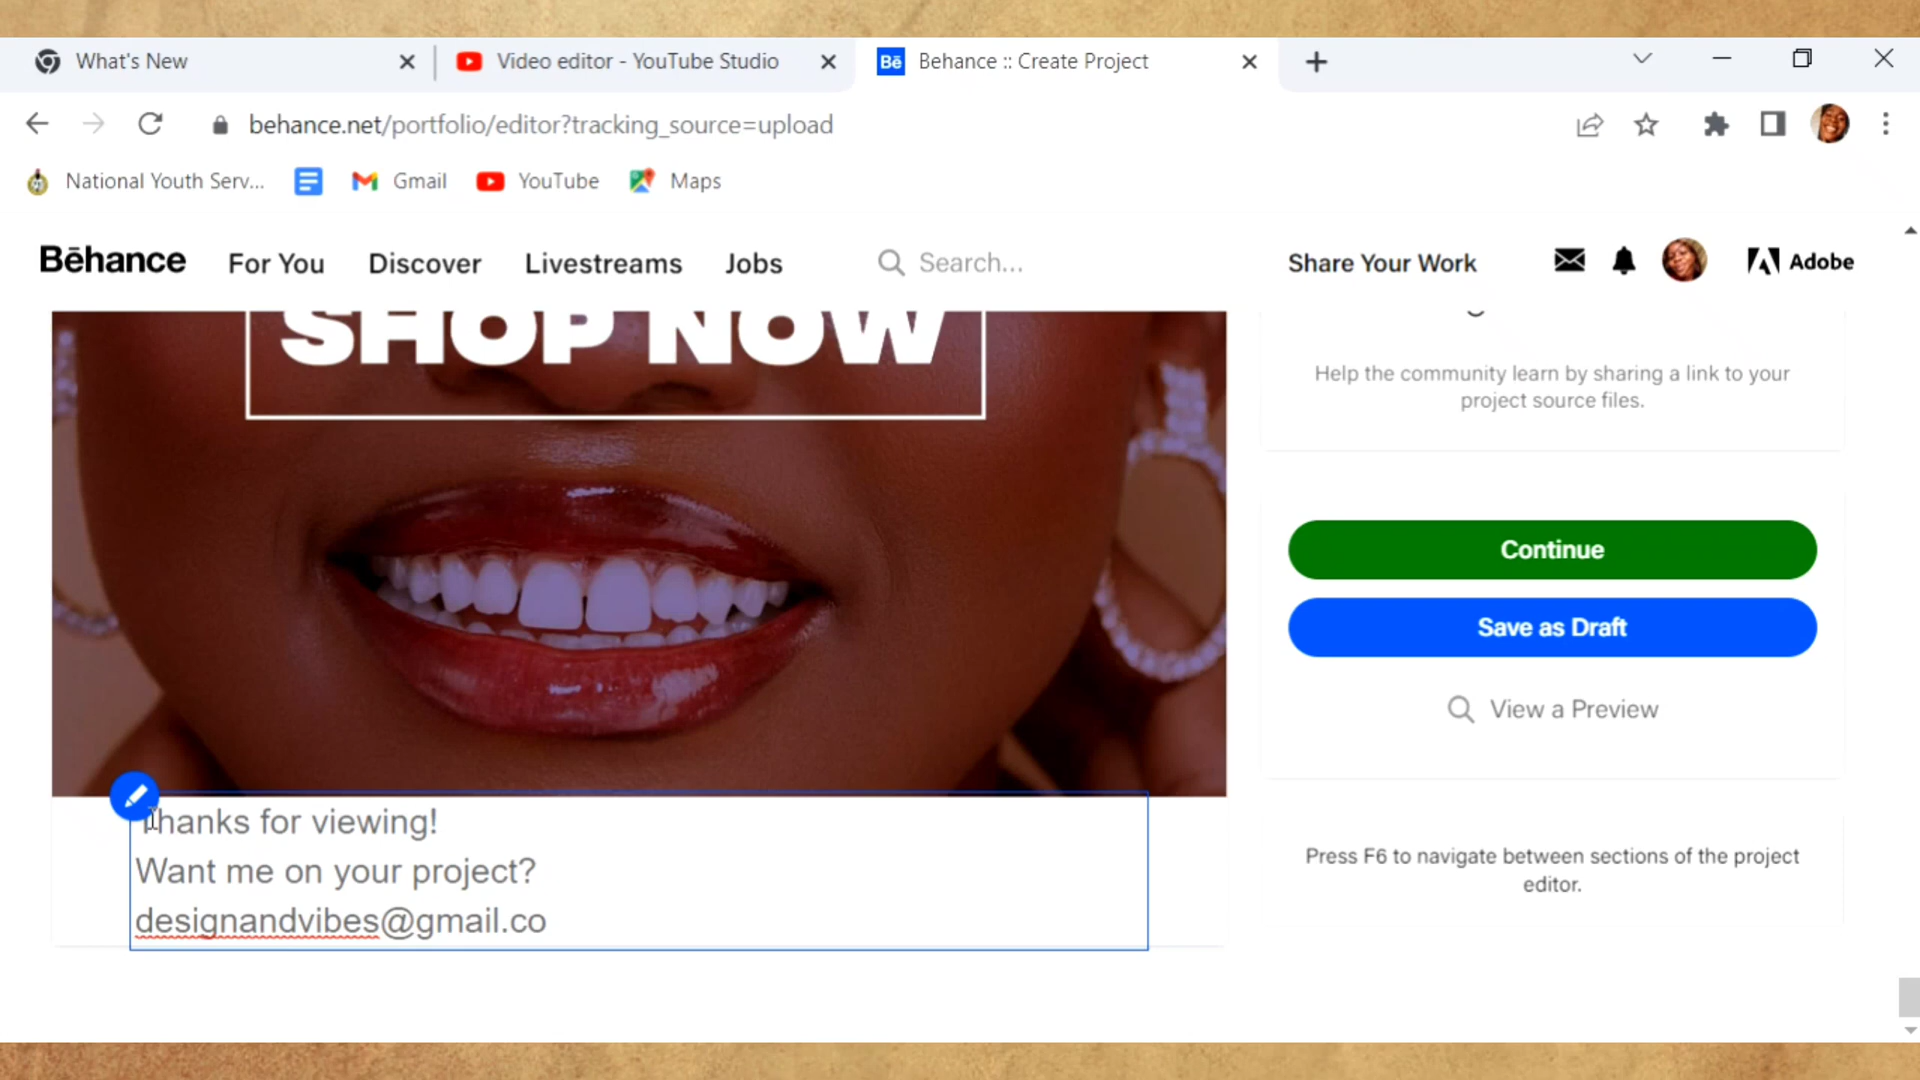 What's New
Video editor - YouTube Studio
Bē
Behance :: Create Project
behance.net/portfolio/editor?tracking_source=upload
National Youth Serv...
Gmail
YouTube
Maps
Bēhance
For You
Discover
Livestreams
Jobs
Search...
Share Your Work
Adobe
SHOP NOW
Help the community learn by sharing a link to your
project source files.
Continue
Save as Draft
View a Preview
Thanks for viewing!
Want me on your project?
designandvibes@gmail.co
Press F6 to navigate between sections of the project
editor.